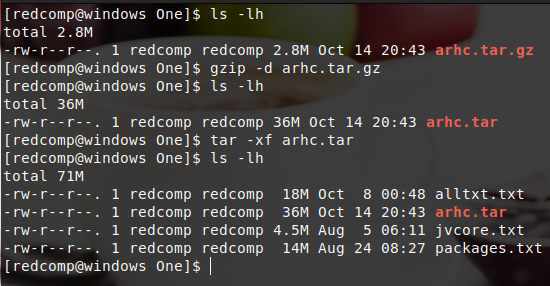 [redcomp@windows One]$ ls -lh
total 2.8M
-rw-r--r--. 1 redcomp redcomp 2.8M Oct 14 20:43 arhc.tar.gz
[redcomp@windows One]$ gzip -d arhc.tar.gz
[redcomp@windows One]$ ls -lh
total 36M
-rw-r--r--. 1 redcomp redcomp 36M Oct 14 20:43 arhc.tar
[redcomp@windows One]$ tar -xf arhc.tar
[redcomp@windows One]$ ls -lh
total 71M
-rw-r--r--. 1 redcomp redcomp  18M Oct  8 00:48 alltxt.txt
-rw-r--r--. 1 redcomp redcomp  36M Oct 14 20:43 arhc.tar
-rw-r--r--. 1 redcomp redcomp 4.5M Aug  5 06:11 jvcore.txt
-rw-r--r--. 1 redcomp redcomp  14M Aug 24 08:27 packages.txt
[redcomp@windows One]$